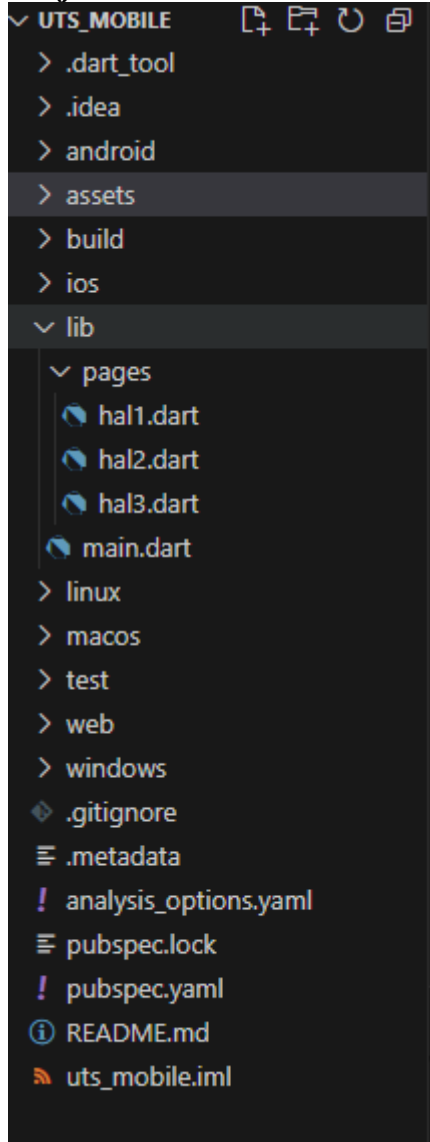 UTS_MOBILE
.dart_tool
.idea
android
assets
build
ios
lib
pages
hal1.dart
hal2.dart
hal3.dart
main.dart
linux
macos
test
web
windows
.gitignore
.metadata
analysis_options.yaml
pubspec.lock
pubspec.yaml
README.md
uts_mobile.iml